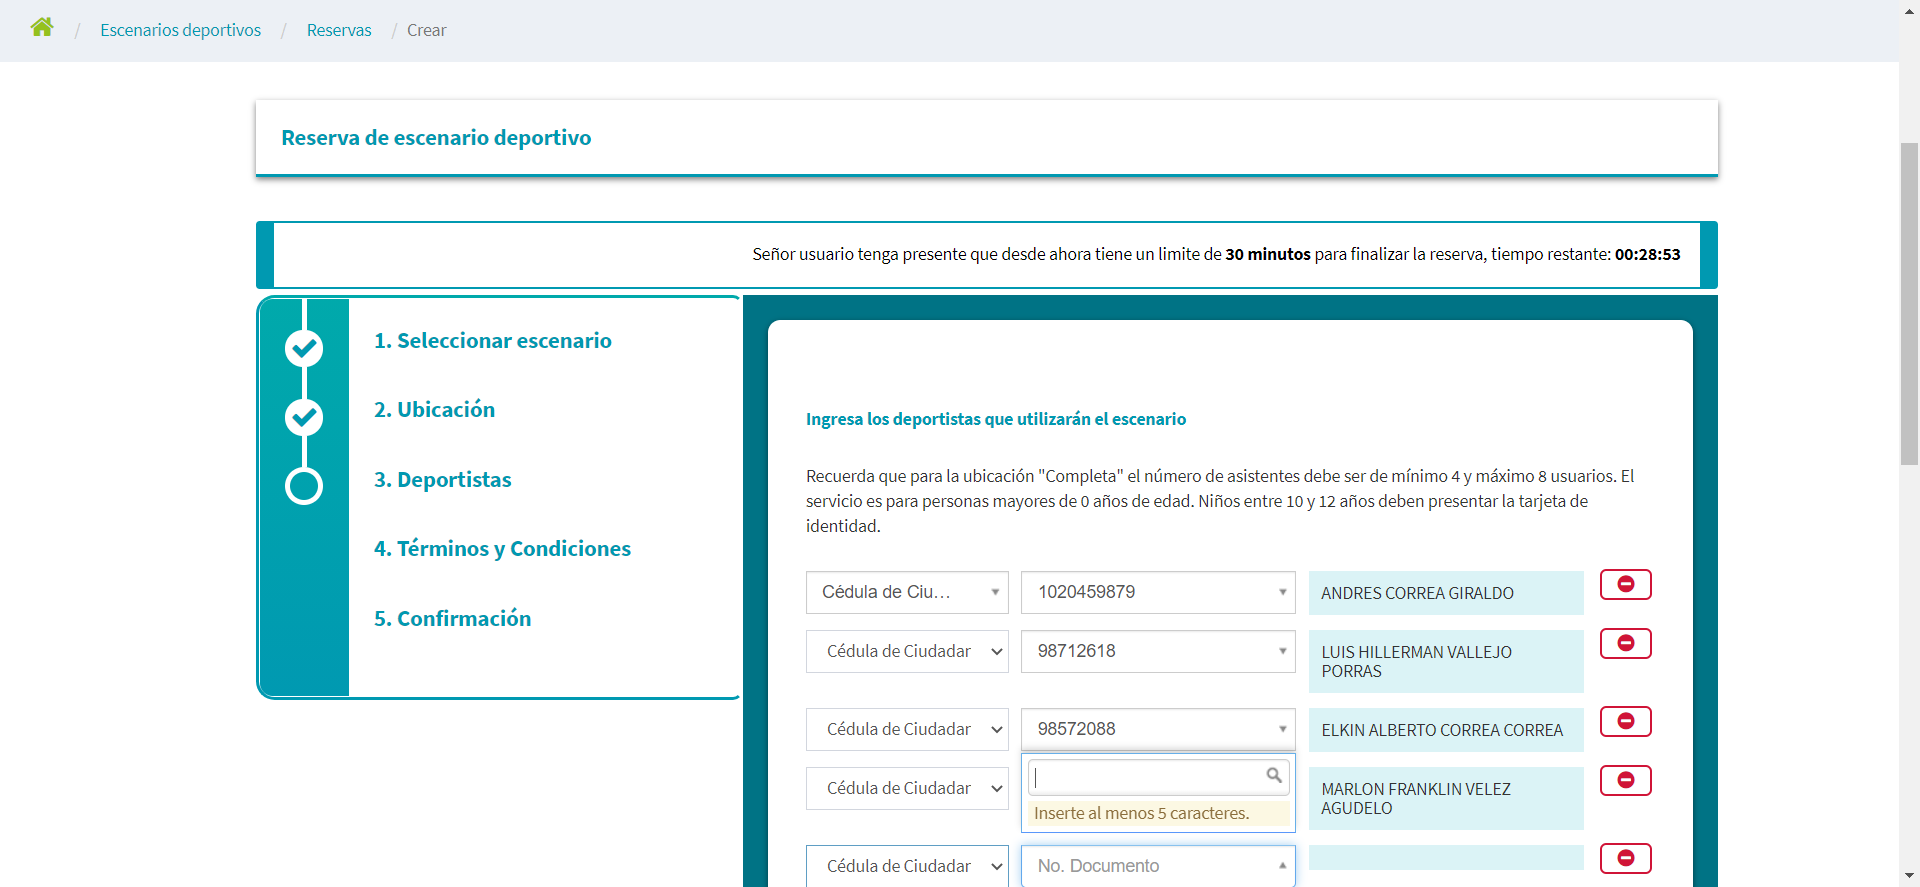 / Escenarios deportivos / Reservas / Crear
Reserva de escenario deportivo
Señor usuario tenga presente que desde ahora tiene un limite de 30 minutos para finalizar la reserva, tiempo restante: 00:28:53
1. Seleccionar escenario
2. Ubicación
3. Deportistas
4. Términos y Condiciones
5. Confirmación
Ingresa los deportistas que utilizarán el escenario
Recuerda que para la ubicación "Completa" el número de asistentes debe ser de mínimo 4 y máximo 8 usuarios. El
servicio es para personas mayores de 0 años de edad. Niños entre 10 y 12 años deben presentar la tarjeta de
identidad.
Cédula de Ciu... 1020459879 ANDRES CORREA GIRALDO
Cédula de Ciudadar 98712618 LUIS HILLERMAN VALLEJO
PORRAS
Cédula de Ciudadar 98572088 ELKIN ALBERTO CORREA CORREA
Cédula de Ciudadar MARLON FRANKLIN VELEZ
AGUDELO
Inserte al menos 5 caracteres.
Cédula de Ciudadar No. Documento